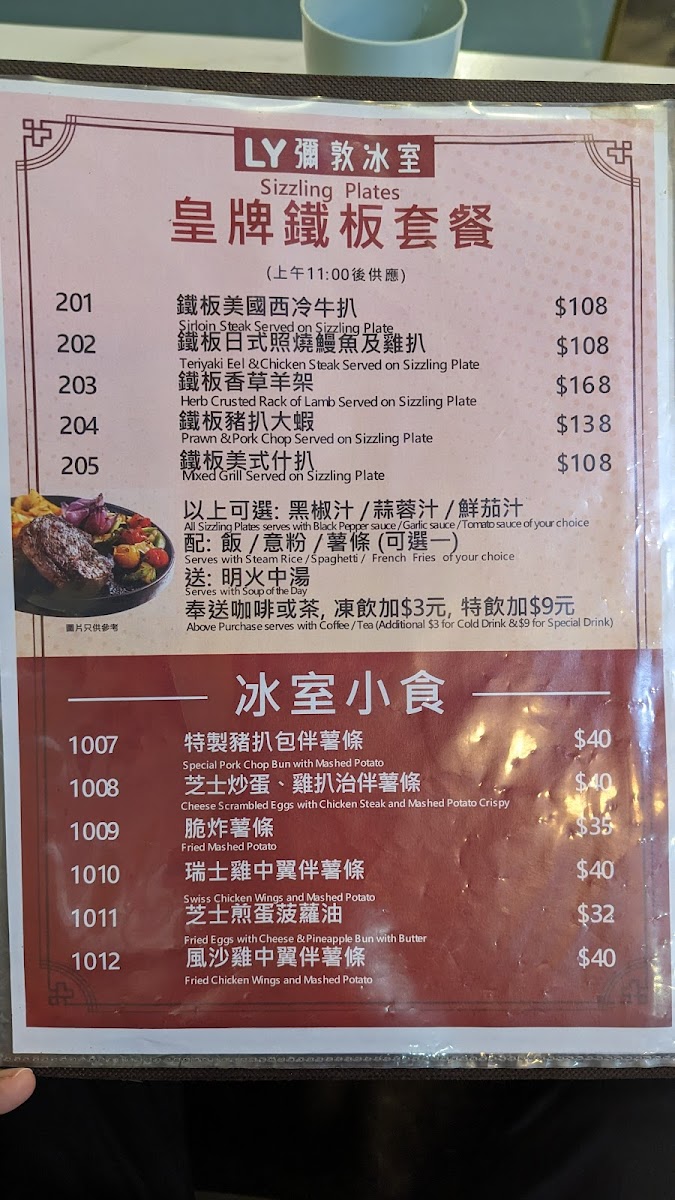 LY 彌敦冰室
Sizzling Plates
皇牌鐵板套餐
(上午11:00後供應)
201 鐵板美國西冷牛扒 $108
Sirloin Steak Served on Sizzling Plate
202 鐵板日式照燒鰻魚及雞扒 $108
Teriyaki Eel & Chicken Steak Served on Sizzling Plate
203 鐵板香草羊架 $168
Herb Crusted Rack of Lamb Served on Sizzling Plate
204 鐵板豬扒大蝦 $138
Prawn & Pork Chop Served on Sizzling Plate
205 鐵板美式什扒 $108
Mixed Grill Served on Sizzling Plate
以上可選: 黑椒汁 / 蒜蓉汁 / 鮮茄汁
All Sizzling Plates serves with Black Pepper sauce / Garlic sauce / Tomato sauce of your choice
配: 飯 / 意粉 / 薯條 (可選一)
Serves with Steam Rice / Spaghetti / French Fries of your choice
送: 明火中湯
Serves with Soup of the Day
奉送咖啡或茶, 凍飲加$3元, 特飲加$9元
Above Purchase serves with Coffee / Tea (Additional $3 for Cold Drink & $9 for Special Drink)
圖片只供參考
冰室小食
1007 特製豬扒包伴薯條 $40
Special Pork Chop Bun with Mashed Potato
1008 芝士炒蛋、雞扒治伴薯條 $40
Cheese Scrambled Eggs with Chicken Steak and Mashed Potato Crispy
1009 脆炸薯條 $35
Fried Mashed Potato
1010 瑞士雞中翼伴薯條 $40
Swiss Chicken Wings and Mashed Potato
1011 芝士煎蛋菠蘿油 $32
Fried Eggs with Cheese & Pineapple Bun with Butter
1012 風沙雞中翼伴薯條 $40
Fried Chicken Wings and Mashed Potato